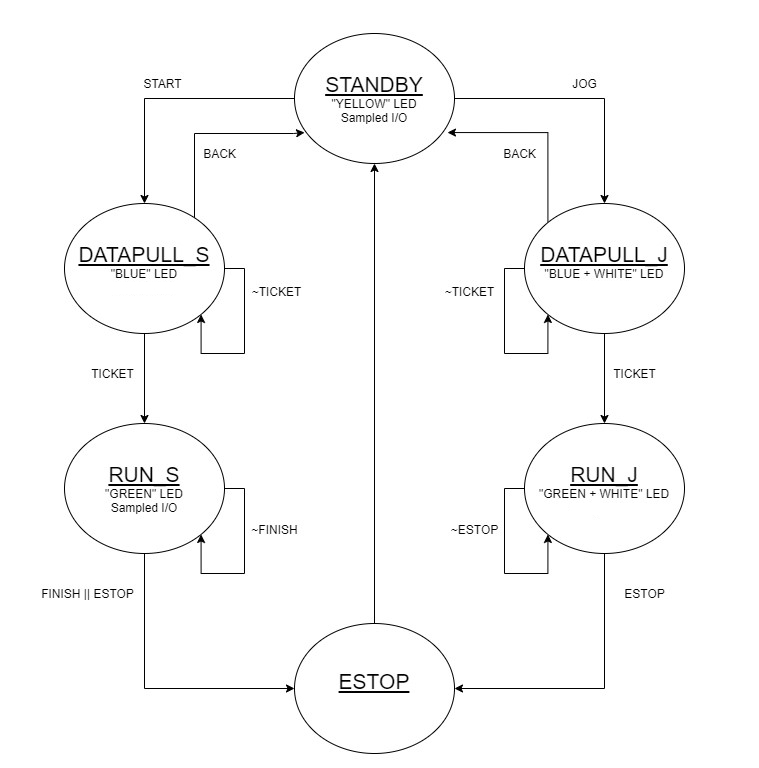 STANDBY
"YELLOW" LED
Sampled I/O
START
JOG
BACK
BACK
DATAPULL_S
"BLUE" LED
DATAPULL_J
"BLUE + WHITE" LED
~TICKET
~TICKET
TICKET
TICKET
RUN_S
"GREEN" LED
Sampled I/O
RUN_J
"GREEN + WHITE" LED
~FINISH
~ESTOP
FINISH || ESTOP
ESTOP
ESTOP